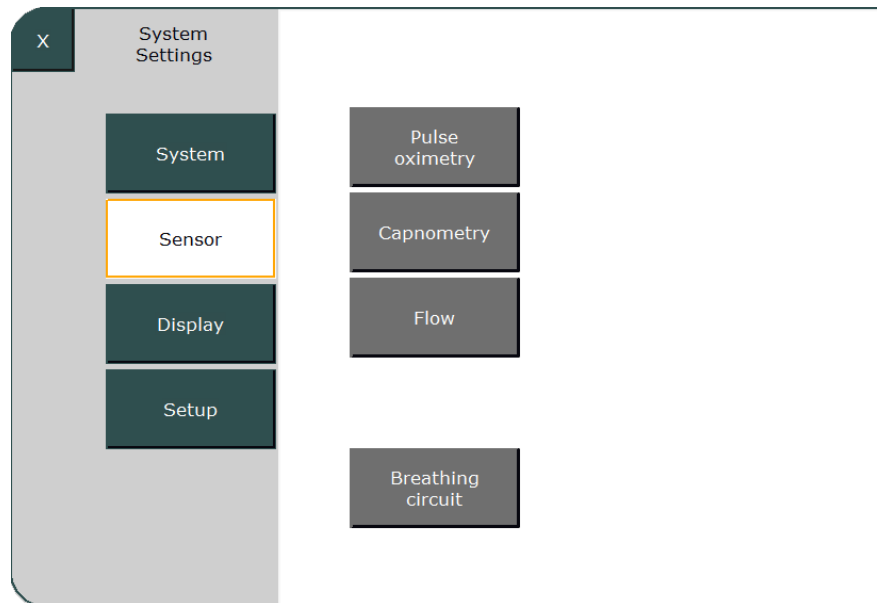 X
System
Settings
System
Sensor
Display
Setup
Pulse
oximetry
Capnometry
Flow
Breathing
circuit